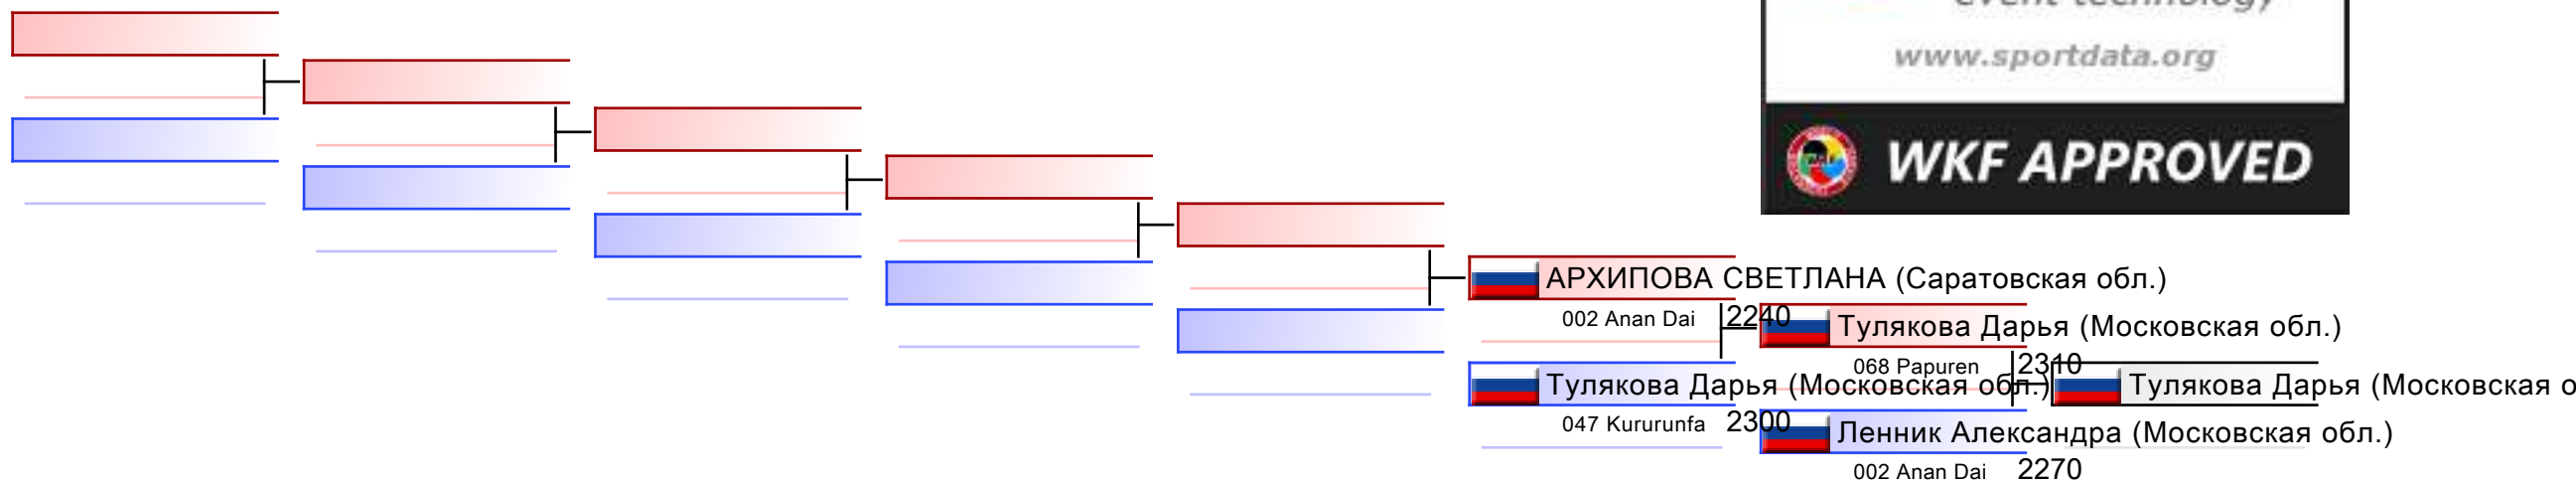 event technology
www.sportdata.org
WKF APPROVED
АРХИПОВА СВЕТЛАНА (Саратовская обл.)
002 Anan Dai 2240
Тулякова Дарья (Московская обл.)
068 Papuren 2310
Тулякова Дарья (Московская обл.)
Тулякова Дарья (Московская о
047 Kururunfa 2300
Ленник Александра (Московская обл.)
002 Anan Dai 2270